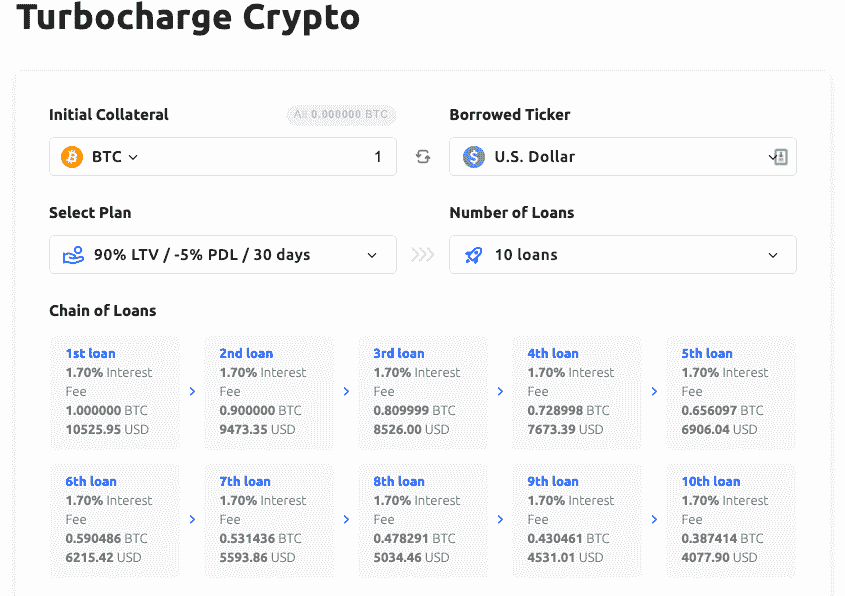 Turbocharge Crypto
Initial Collateral
All 0.000000 BTC
Borrowed Ticker
BTC
1
U.S. Dollar
Select Plan
Number of Loans
90% LTV / -5% PDL / 30 days
10 loans
Chain of Loans
1st loan
1.70% Interest
Fee
1.000000 BTC
10525.95 USD
2nd loan
1.70% Interest
Fee
0.900000 BTC
9473.35 USD
3rd loan
1.70% Interest
Fee
0.809999 BTC
8526.00 USD
4th loan
1.70% Interest
Fee
0.728998 BTC
7673.39 USD
5th loan
1.70% Interest
Fee
0.656097 BTC
6906.04 USD
6th loan
1.70% Interest
Fee
0.590486 BTC
6215.42 USD
7th loan
1.70% Interest
Fee
0.531436 BTC
5593.86 USD
8th loan
1.70% Interest
Fee
0.478291 BTC
5034.46 USD
9th loan
1.70% Interest
Fee
0.430461 BTC
4531.01 USD
10th loan
1.70% Interest
Fee
0.387414 BTC
4077.90 USD